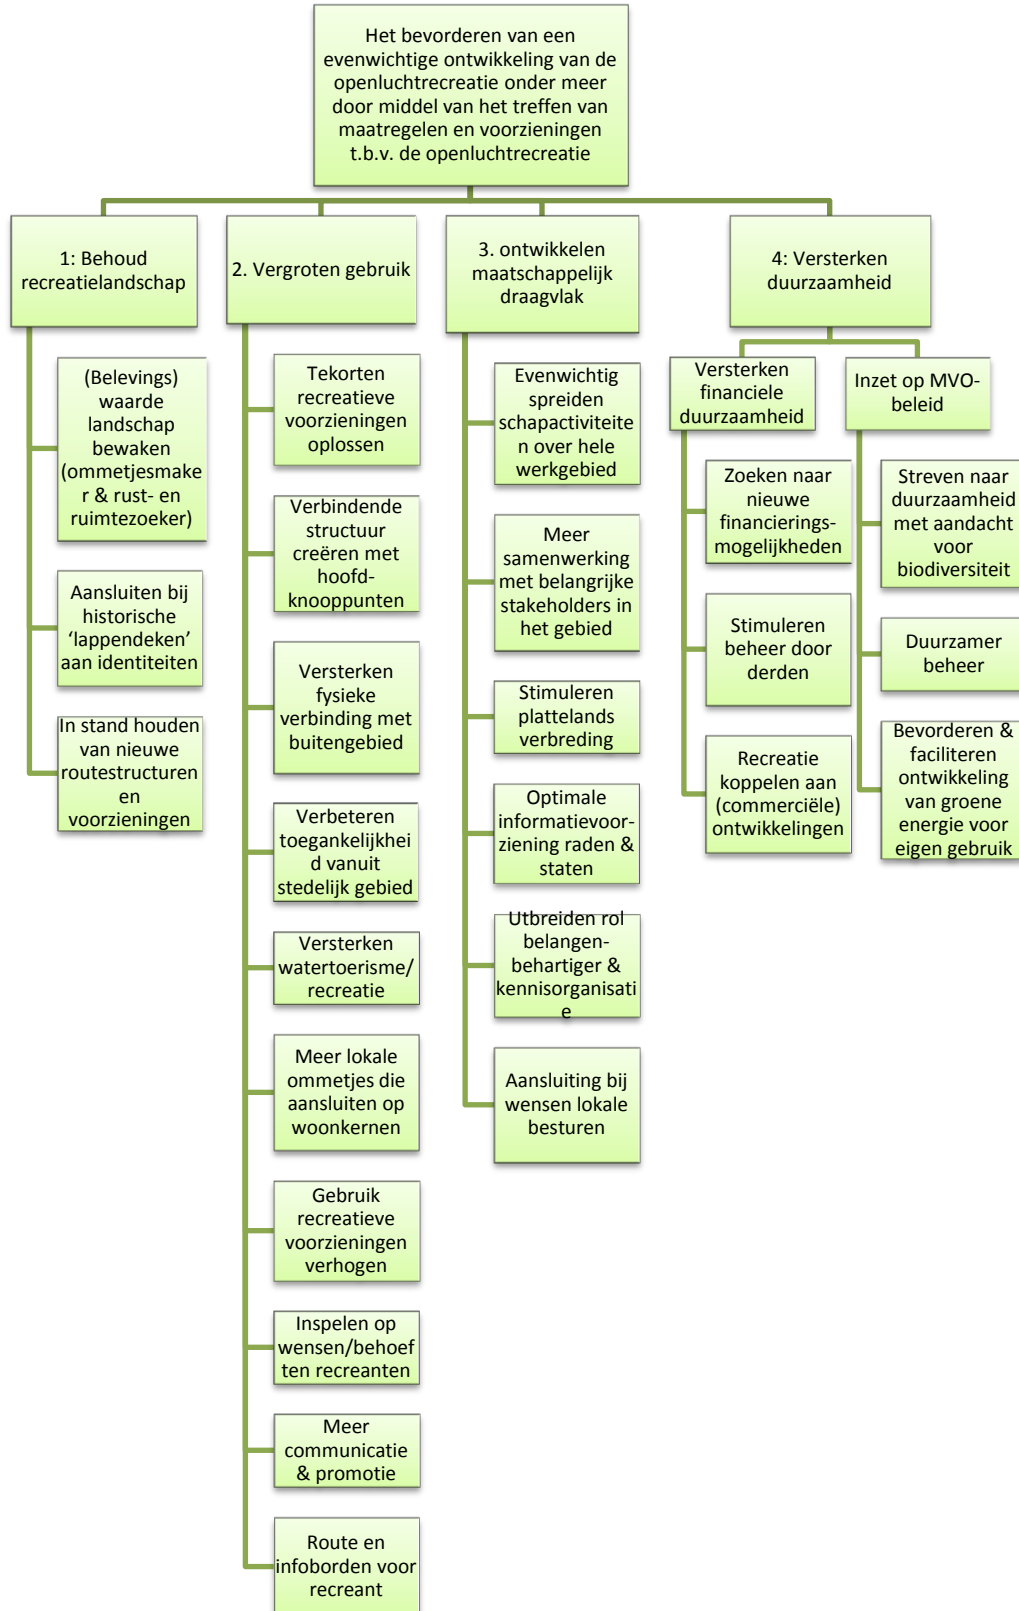 Het bevorderen van een
evenwichtige ontwikkeling van de
openluchtrecreatie onder meer
door middel van het treffen van
maatregelen en voorzieningen
t.b.v. de openluchtrecreatie
1: Behoud
recreatielandschap
(Belevings)
waarde
landschap
bewaken
(ommetjesmake
r & rust- en
ruimtezoeker)
Aansluiten bij
historische
‘lappendeken’
aan identiteiten
In stand houden
van nieuwe
routestructuren
en
voorzieningen
2. Vergroten gebruik
Tekorten
recreatieve
voorzieningen
oplossen
Verbindende
structuur
creëren met
hoofd-
knooppunten
Versterken
fysieke
verbinding met
buitengebied
Verbeteren
toegankelijkhei
d vanuit
stedelijk gebied
Versterken
watertoerisme/
recreatie
Meer lokale
ommetjes die
aansluiten op
woonkernen
Gebruik
recreatieve
voorzieningen
verhogen
Inspelen op
wensen/behoef
ten recreanten
Meer
communicatie
& promotie
Route en
infoborden voor
recreant
3. ontwikkelen
maatschappelijk
draagvlak
Evenwichtig
spreiden
schapactiviteite
n over hele
werkgebied
Meer
samenwerking
met belangrijke
stakeholders in
het gebied
Stimuleren
plattelands
verbreding
Optimale
informatievoor-
ziening raden &
staten
Utbreiden rol
belangen-
behartiger &
kennisorganisati
e
Aansluiting bij
wensen lokale
besturen
4: Versterken
duurzaamheid
Versterken
financiele
duurzaamheid
Zoeken naar
nieuwe
financierings-
mogelijkheden
Stimuleren
beheer door
derden
Recreatie
koppelen aan
(commerciële)
ontwikkelingen
Inzet op MVO-
beleid
Streven naar
duurzaamheid
met aandacht
voor
biodiversiteit
Duurzamer
beheer
Bevorderen &
faciliteren
ontwikkeling
van groene
energie voor
eigen gebruik